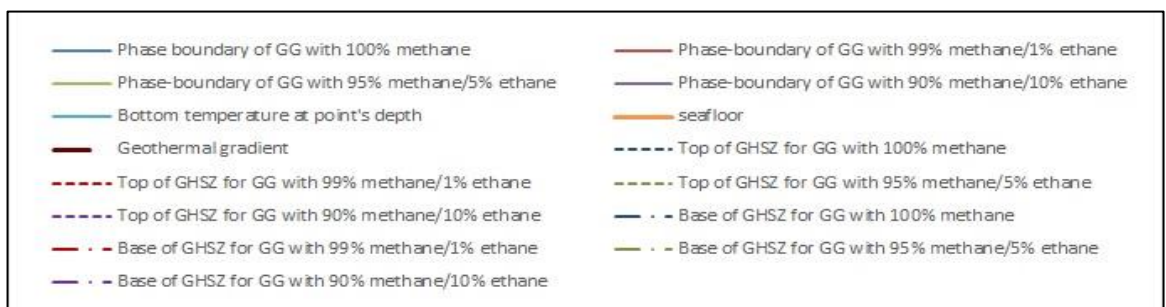 Phase boundary of GG with 100% methane
Phase-boundary of GG with 99% methane/1% ethane
Phase-boundary of GG with 95% methane/5% ethane
Phase-boundary of GG with 90% methane/10% ethane
Bottom temperature at point's depth
seafloor
Geothermal gradient
Top of GHSZ for GG with 100% methane
Top of GHSZ for GG with 99% methane/1% ethane
Top of GHSZ for GG with 95% methane/5% ethane
Top of GHSZ for GG with 90% methane/10% ethane
Base of GHSZ for GG with 100% methane
Base of GHSZ for GG with 99% methane/1% ethane
Base of GHSZ for GG with 95% methane/5% ethane
Base of GHSZ for GG with 90% methane/10% ethane